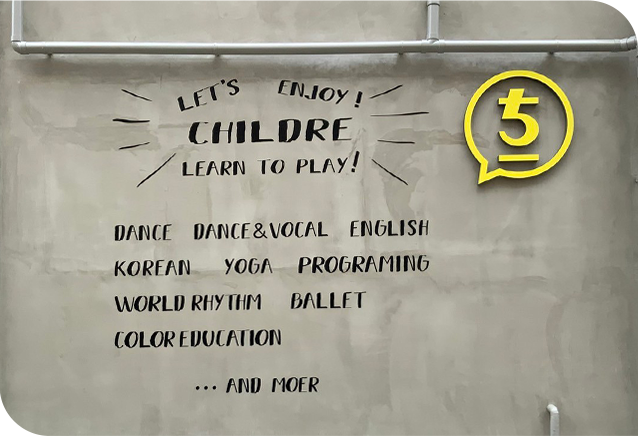 LET'S ENJOY!
CHILDRE
LEARN TO PLAY!
DANCE DANCE&VOCAL ENGLISH
KOREAN YOGA PROGRAMING
WORLD RHYTHM BALLET
COLOR EDUCATION
... AND MOER